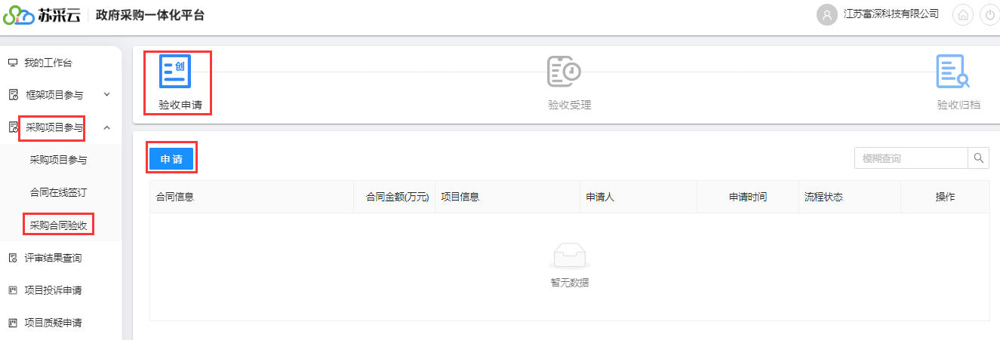 苏采云 政府采购一体化平台 江苏富深科技有限公司
我的工作台
框架项目参与
采购项目参与
采购项目参与
合同在线签订
采购合同验收
评审结果查询
项目投诉申请
项目质疑申请
创
验收申请 验收受理 验收归档
申请 模糊查询
合同信息 合同金额(万元) 项目信息 申请人 申请时间 流程状态 操作
暂无数据